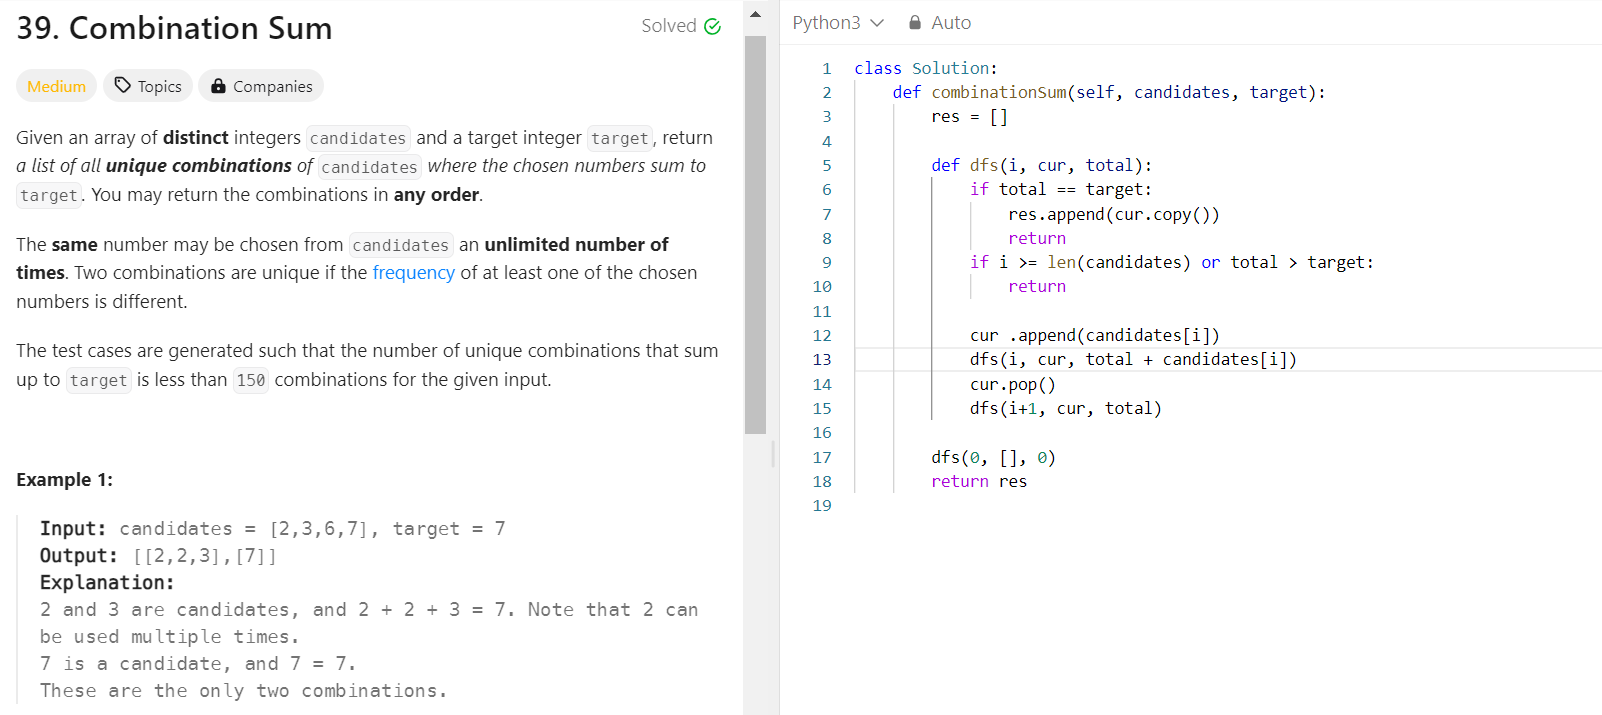 39. Combination Sum
Solved
Medium
Topics
Companies
Given an array of distinct integers candidates and a target integer target, return
a list of all unique combinations of candidates where the chosen numbers sum to
target. You may return the combinations in any order.
The same number may be chosen from candidates an unlimited number of
times. Two combinations are unique if the frequency of at least one of the chosen
numbers is different.
The test cases are generated such that the number of unique combinations that sum
up to target is less than 150 combinations for the given input.
Example 1:
Input: candidates = [2,3,6,7], target = 7
Output: [[2,2,3],[7]]
Explanation:
2 and 3 are candidates, and 2 + 2 + 3 = 7. Note that 2 can
be used multiple times.
7 is a candidate, and 7 = 7.
These are the only two combinations.
Python3
Auto
1 class Solution:
2     def combinationSum(self, candidates, target):
3         res = []
4
5         def dfs(i, cur, total):
6             if total == target:
7                 res.append(cur.copy())
8                 return
9             if i >= len(candidates) or total > target:
10                 return
11
12             cur .append(candidates[i])
13             dfs(i, cur, total + candidates[i])
14             cur.pop()
15             dfs(i+1, cur, total)
16
17         dfs(0, [], 0)
18         return res
19